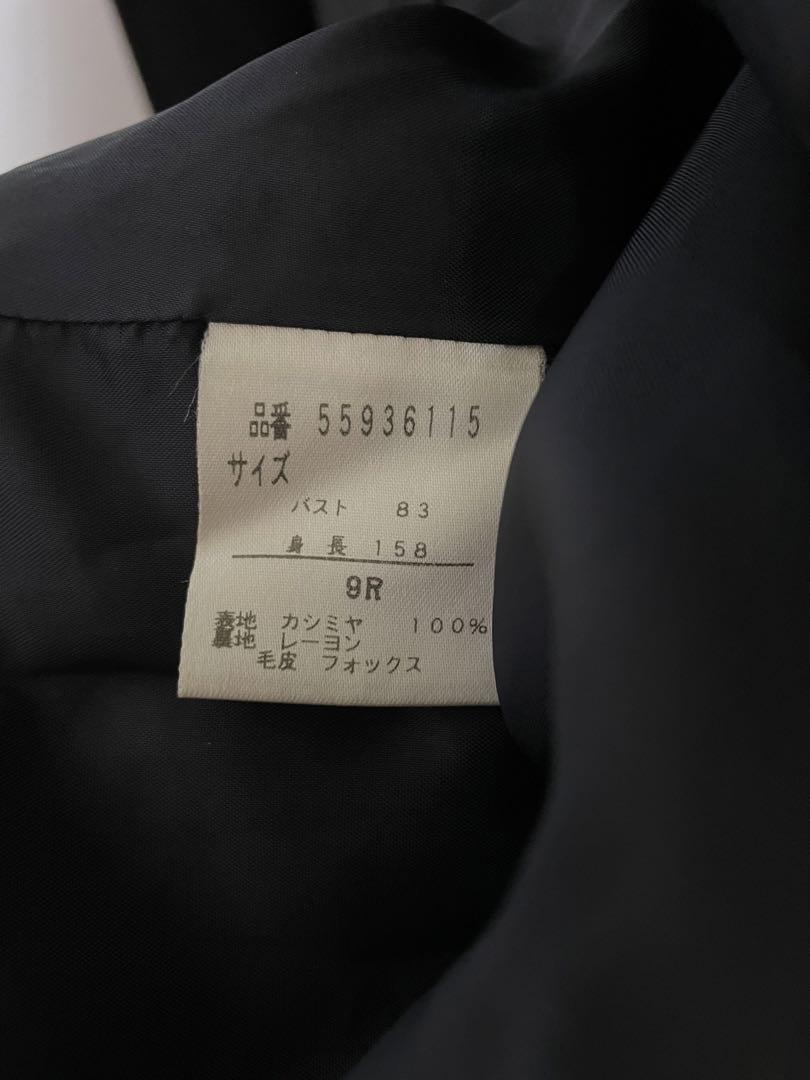 品番 55936115
サイズ
バスト 83
身長 158
9R
表地 カシミヤ 100%
裏地 レーヨン
毛皮 フォックス